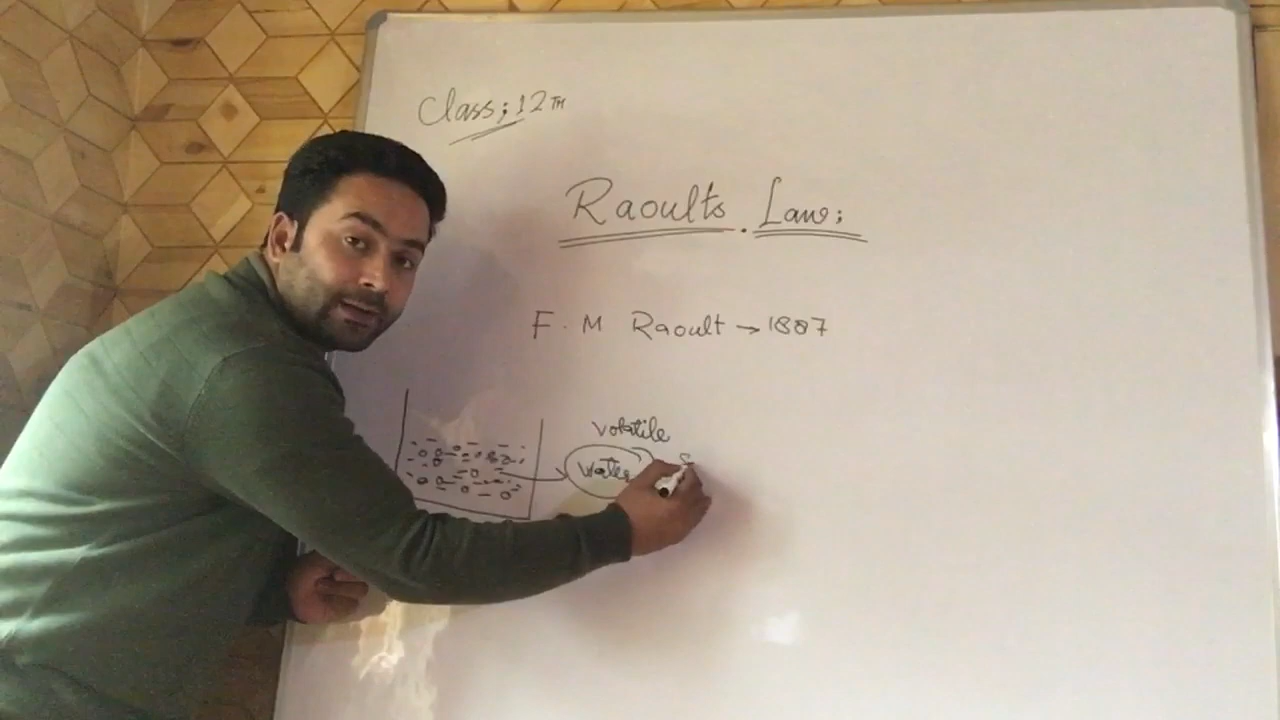 Class; 12TH
Raoults. Law:
F. M Raoult → 1887
Volatile
Water